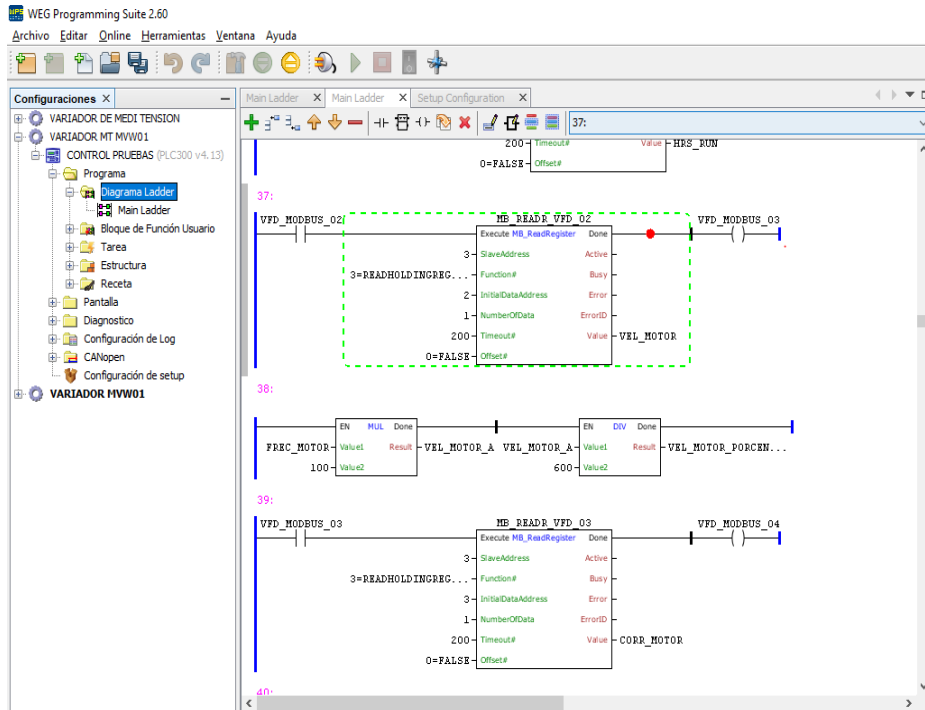 WEG Programming Suite 2.60
Archivo Editar Online Herramientas Ventana Ayuda
Configuraciones X
VARIADOR DE MEDI TENSION
VARIADOR MT MVW01
CONTROL PRUEBAS (PLC300 v4.13)
Programa
Diagrama Ladder
Main Ladder
Bloque de Función Usuario
Tarea
Estructura
Receta
Pantalla
Diagnostico
Configuración de Log
CANopen
Configuración de setup
VARIADOR MVW01
Main Ladder X Main Ladder X Setup Configuration X
37:
200 Timeout# Value HRS_RUN
0=FALSE Offset#
37:
VFD_MODBUS_02 MB_READR_VFD_02 VFD_MODBUS_03
Execute MB_ReadRegister Done
3 SlaveAddress Active
3=READHOLDINGREG... Function# Busy
2 InitialDataAddress Error
1 NumberOfData ErrorID
200 Timeout# Value VEL_MOTOR
0=FALSE Offset#
38:
EN MUL Done EN DIV Done
FREC_MOTOR Value1 Result VEL_MOTOR_A VEL_MOTOR_A Value1 Result VEL_MOTOR_PORCEN...
100 Value2 600 Value2
39:
VFD_MODBUS_03 MB_READR_VFD_03 VFD_MODBUS_04
Execute MB_ReadRegister Done
3 SlaveAddress Active
3=READHOLDINGREG... Function# Busy
3 InitialDataAddress Error
1 NumberOfData ErrorID
200 Timeout# Value CORR_MOTOR
0=FALSE Offset#
40: